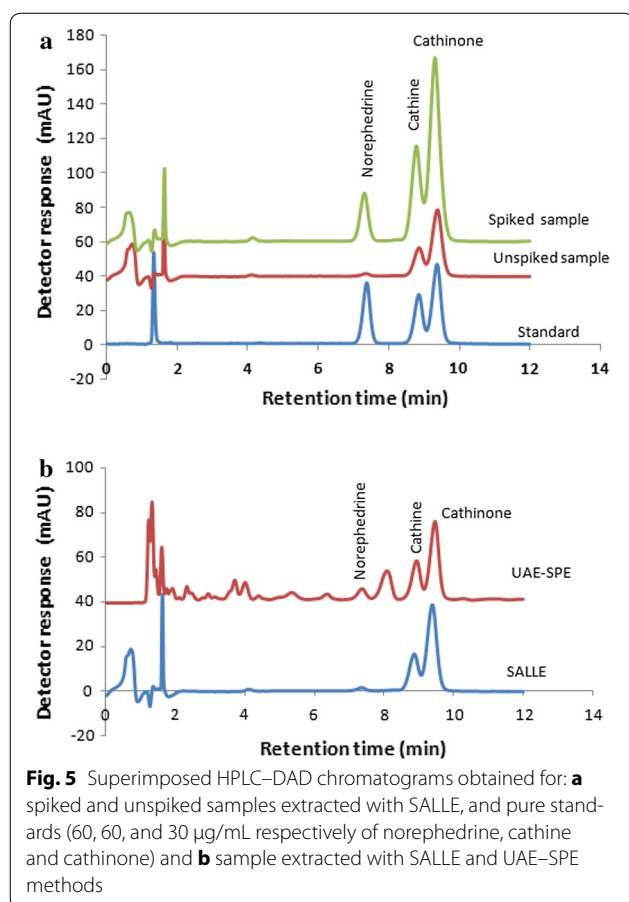 a
180
160
140
120
100
80
60
40
20
0
-20
Detector response (mAU)
Norephedrine
Cathine
Cathinone
Spiked sample
Unspiked sample
Standard
0 2 4 6 8 10 12 14
Retention time (min)
b
100
80
60
40
20
0
-20
Detector response (mAU)
Norephedrine
Cathine
Cathinone
UAE-SPE
SALLE
0 2 4 6 8 10 12 14
Retention time (min)
Fig. 5 Superimposed HPLC–DAD chromatograms obtained for: a
spiked and unspiked samples extracted with SALLE, and pure stand-
ards (60, 60, and 30 µg/mL respectively of norephedrine, cathine
and cathinone) and b sample extracted with SALLE and UAE–SPE
methods